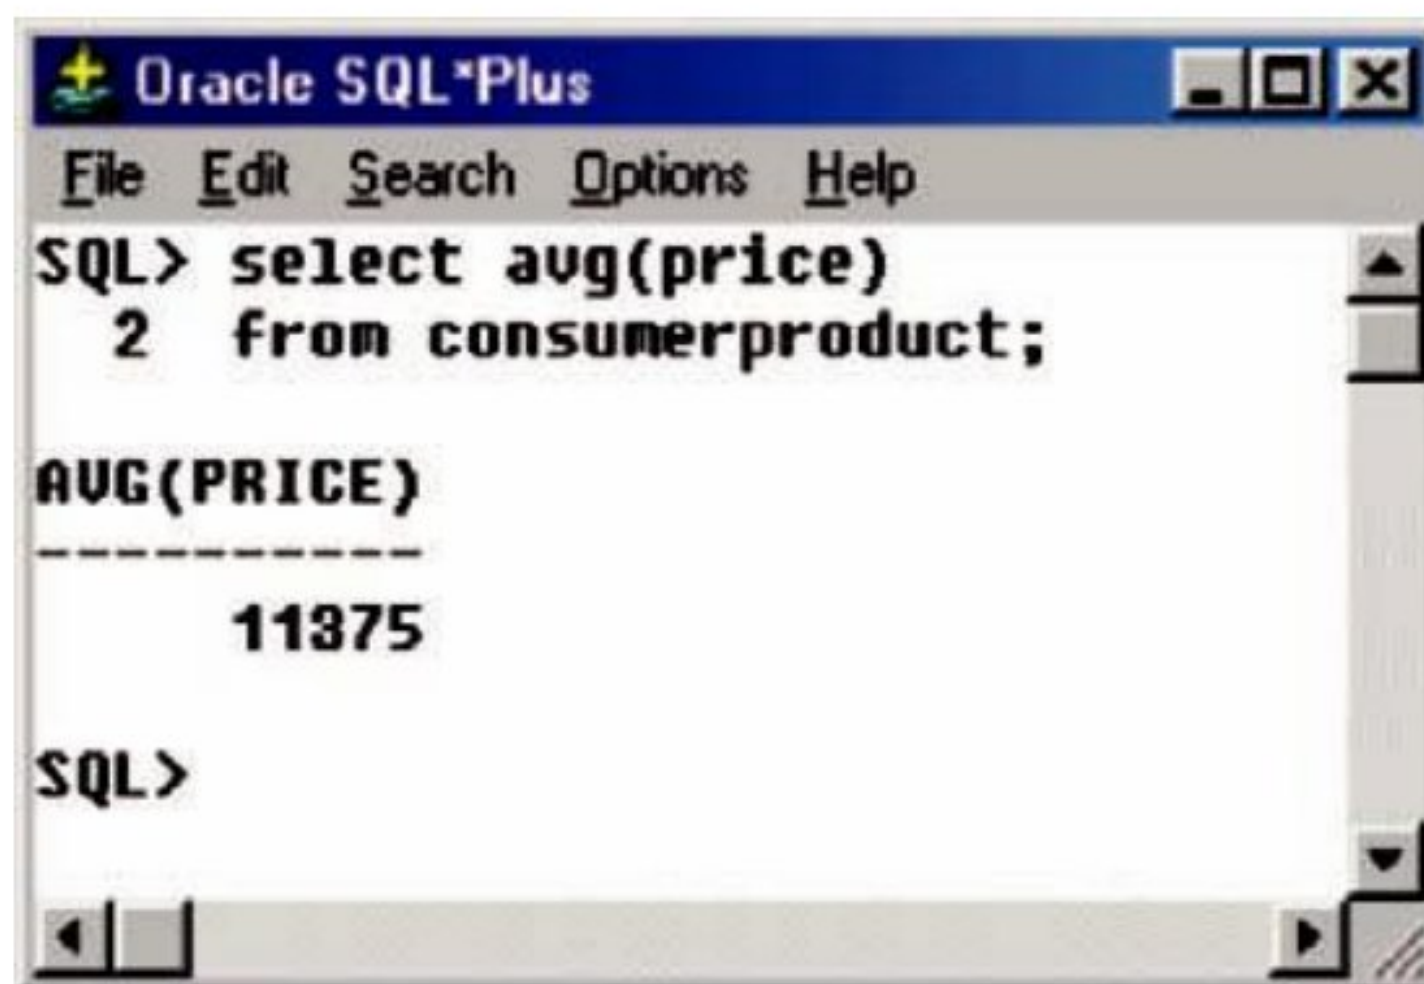 Oracle SQL*Plus
File Edit Search Options Help
SQL> select avg(price)
2 from consumerproduct;
AVG(PRICE)
----------
11375
SQL>